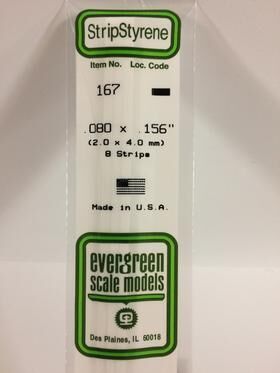 StripStyrene
Item No. Loc. Code
167
.080 x .156"
(2.0 x 4.0 mm)
8 Strips
Made in U.S.A.
evergreen
scale models
Des Plaines, IL 60018